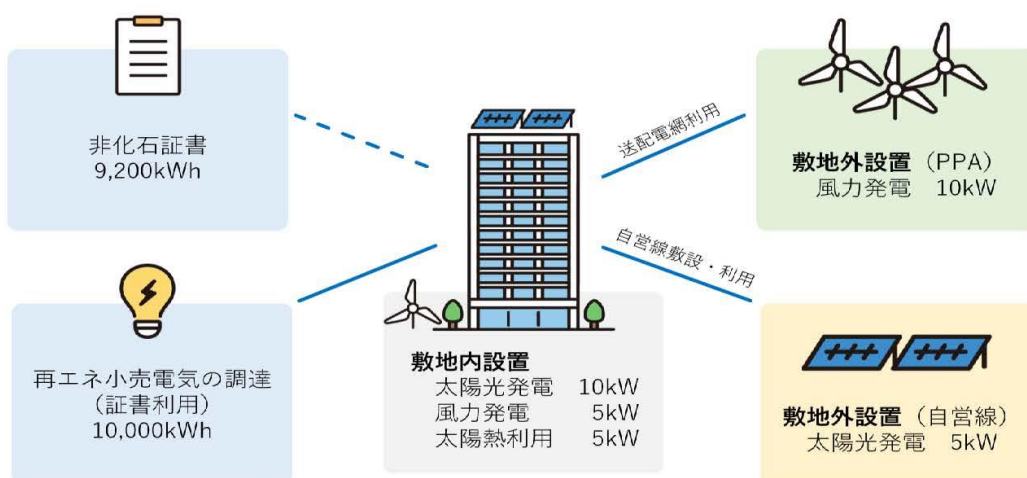 非化石証書
9,200kWh
再エネ小売電気の調達
（証書利用）
10,000kWh
敷地内設置
太陽光発電 10kW
風力発電 5kW
太陽熱利用 5kW
送配電網利用
敷地外設置（PPA）
風力発電 10kW
自営線敷設・利用
敷地外設置（自営線）
太陽光発電 5kW